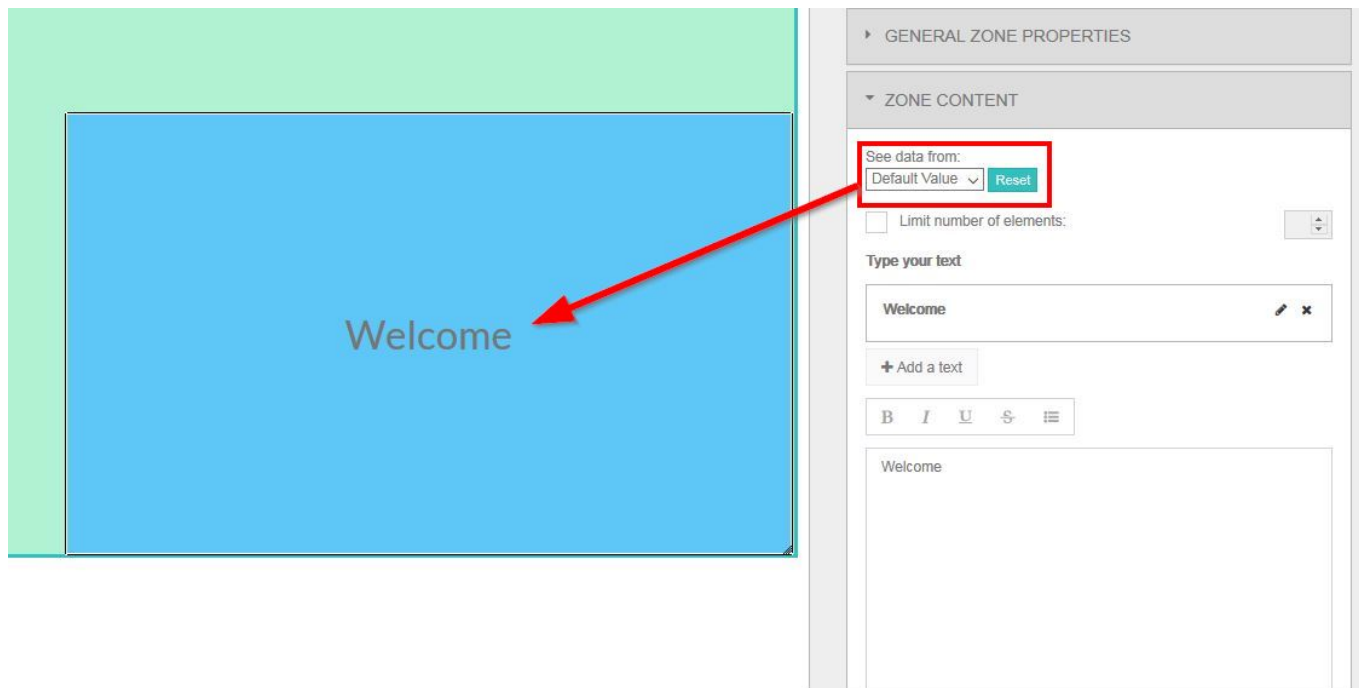 Welcome
GENERAL ZONE PROPERTIES
ZONE CONTENT
See data from:
Default Value Reset
Limit number of elements:
Type your text
Welcome
+ Add a text
B I U S
Welcome